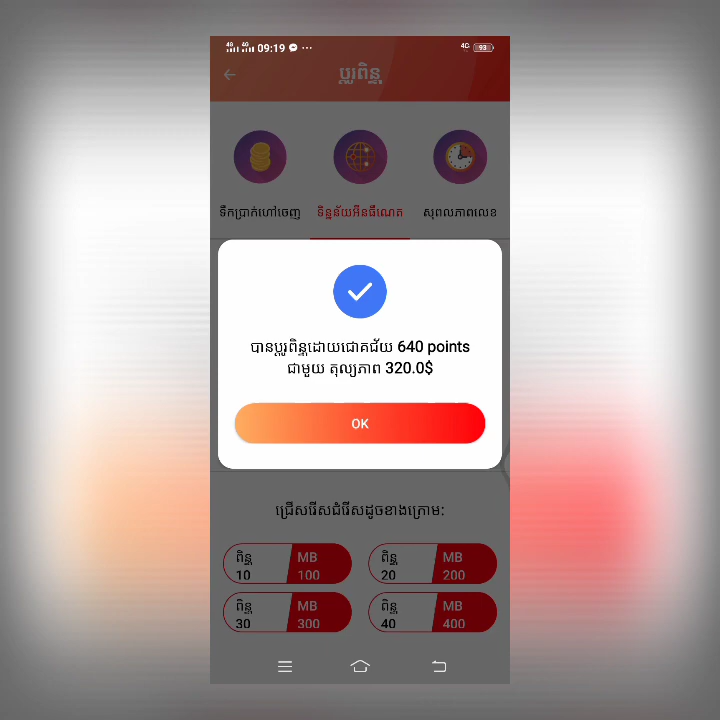 4G 4G 09:19 ... 4G 93
ប្តូរពិន្ទុ
ទឹកប្រាក់ហៅចេញ ទិន្នន័យអ៊ីនធឺណេត សុពលភាពលេខ
បានប្តូរពិន្ទុដោយជោគជ័យ 640 points
ជាមួយ តុល្យភាព 320.0$
OK
ជ្រើសរើសជំរើសដូចខាងក្រោម:
ពិន្ទុ MB ពិន្ទុ MB
10 100 20 200
ពិន្ទុ MB ពិន្ទុ MB
30 300 40 400